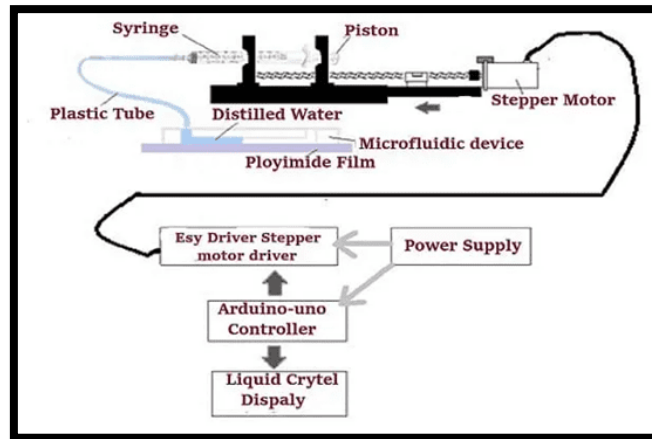 Syringe
Piston
Stepper Motor
Plastic Tube
Distilled Water
Microfluidic device
Ployimide Film
Esy Driver Stepper
motor driver
Power Supply
Arduino-uno
Controller
Liquid Crytel
Dispaly